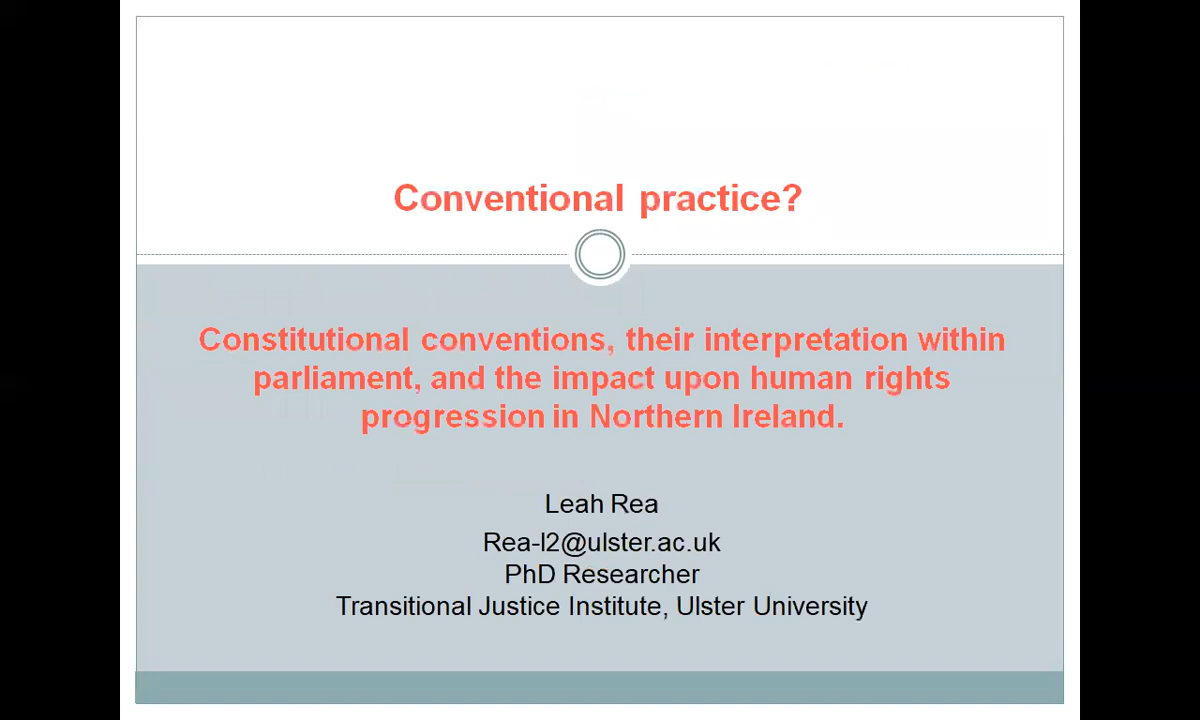 Conventional practice?
Constitutional conventions, their interpretation within
parliament, and the impact upon human rights
progression in Northern Ireland.
Leah Rea
Rea-l2@ulster.ac.uk
PhD Researcher
Transitional Justice Institute, Ulster University